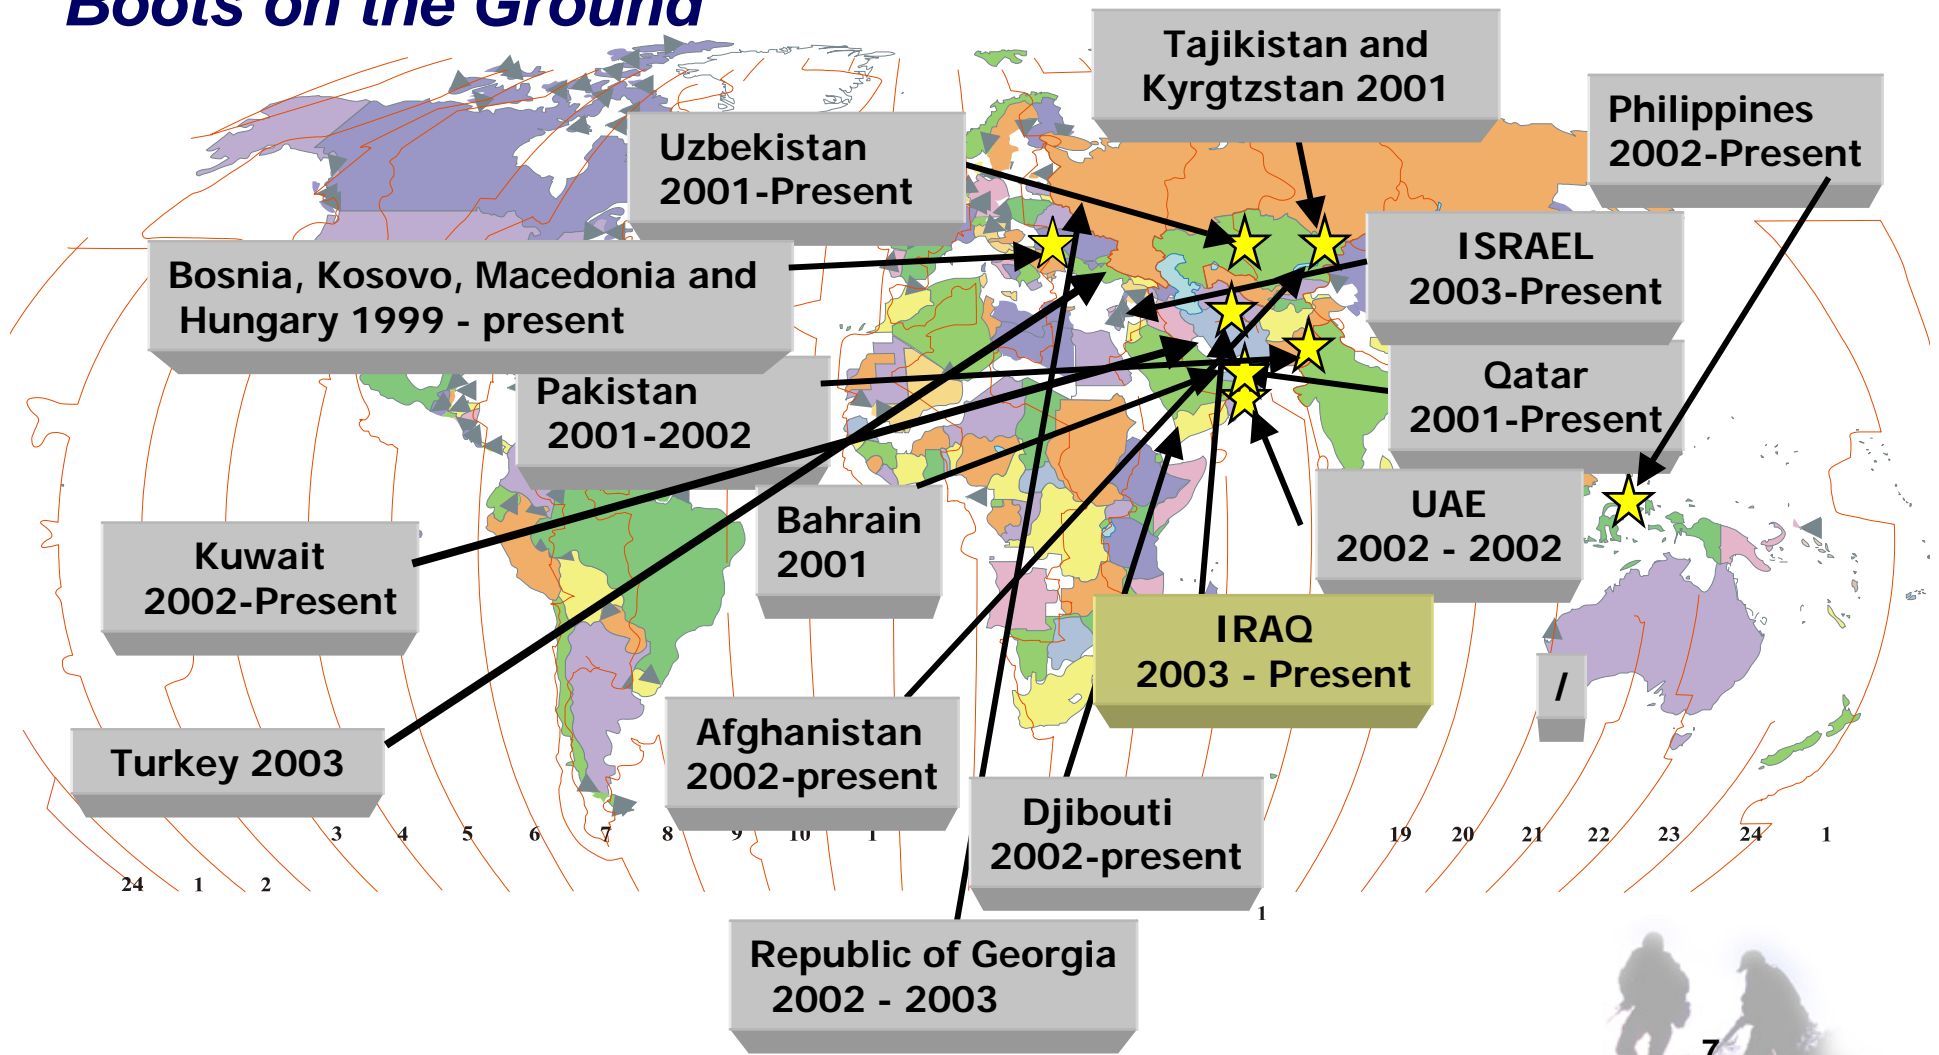 Boots on the Ground
Tajikistan and
Kyrgtzstan 2001
Philippines
2002-Present
Uzbekistan
2001-Present
ISRAEL
2003-Present
Bosnia, Kosovo, Macedonia and
Hungary 1999 - present
Qatar
2001-Present
Pakistan
2001-2002
UAE
2002 - 2002
Bahrain
2001
Kuwait
2002-Present
IRAQ
2003 - Present
/
Afghanistan
2002-present
Turkey 2003
Djibouti
2002-present
3 4 5 6 7 8 9 10 1 19 20 21 22 23 24 1
24 1 2
1
Republic of Georgia
2002 - 2003
7